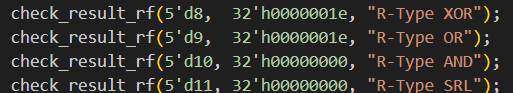 check_result_rf(5'd8,  32'h0000001e, "R-Type XOR");
check_result_rf(5'd9,  32'h0000001e, "R-Type OR");
check_result_rf(5'd10, 32'h00000000, "R-Type AND");
check_result_rf(5'd11, 32'h00000000, "R-Type SRL");